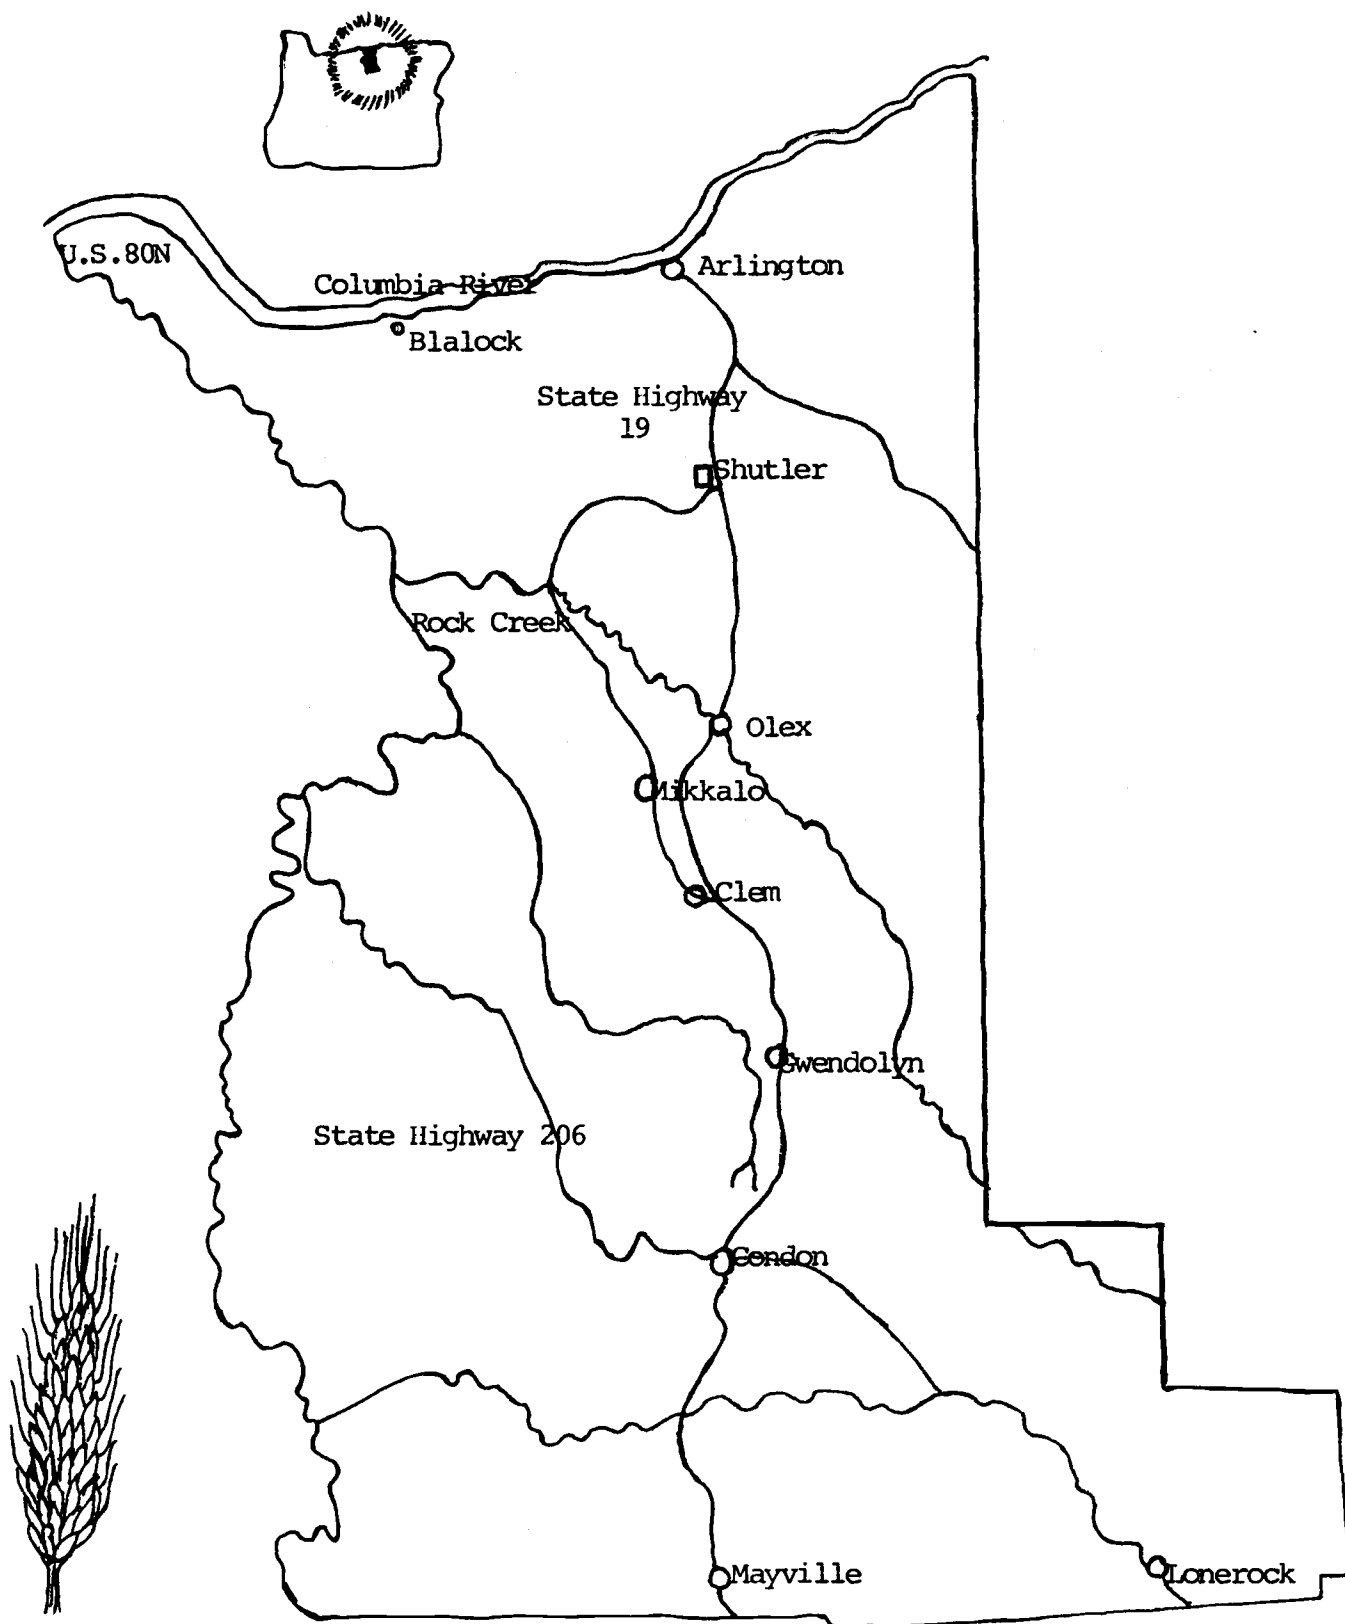 U.S.80N
Columbia River
Arlington
Blalock
State Highway
19
Shutler
Rock Creek
Olex
Mikkalo
Clem
Gwendolyn
State Highway 206
Condon
Mayville
Lonerock